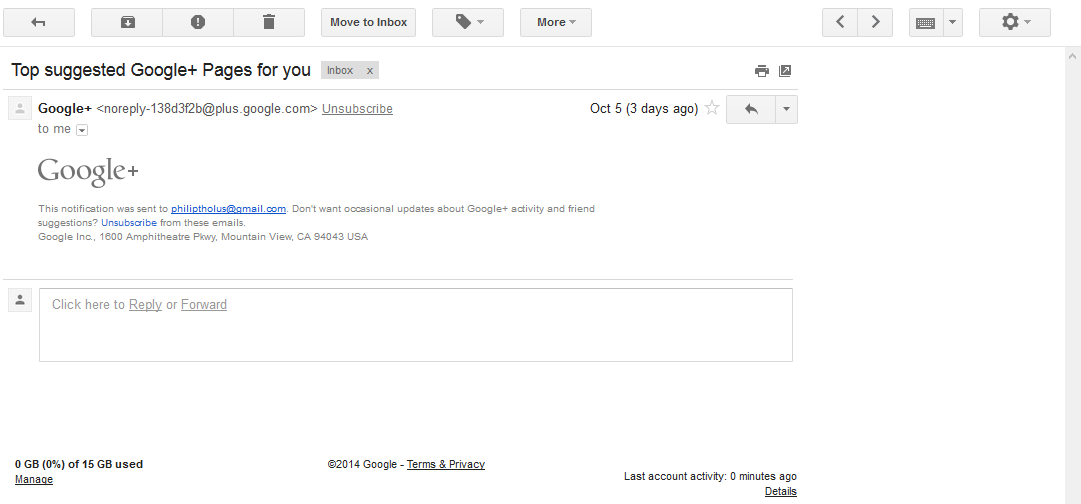 Move to Inbox More
Top suggested Google+ Pages for you Inbox x
Google+ <noreply-138d3f2b@plus.google.com> Unsubscribe Oct 5 (3 days ago)
to me
Google+
This notification was sent to philiptholus@gmail.com. Don't want occasional updates about Google+ activity and friend
suggestions? Unsubscribe from these emails.
Google Inc., 1600 Amphitheatre Pkwy, Mountain View, CA 94043 USA
Click here to Reply or Forward
0 GB (0%) of 15 GB used
Manage
©2014 Google - Terms & Privacy
Last account activity: 0 minutes ago
Details